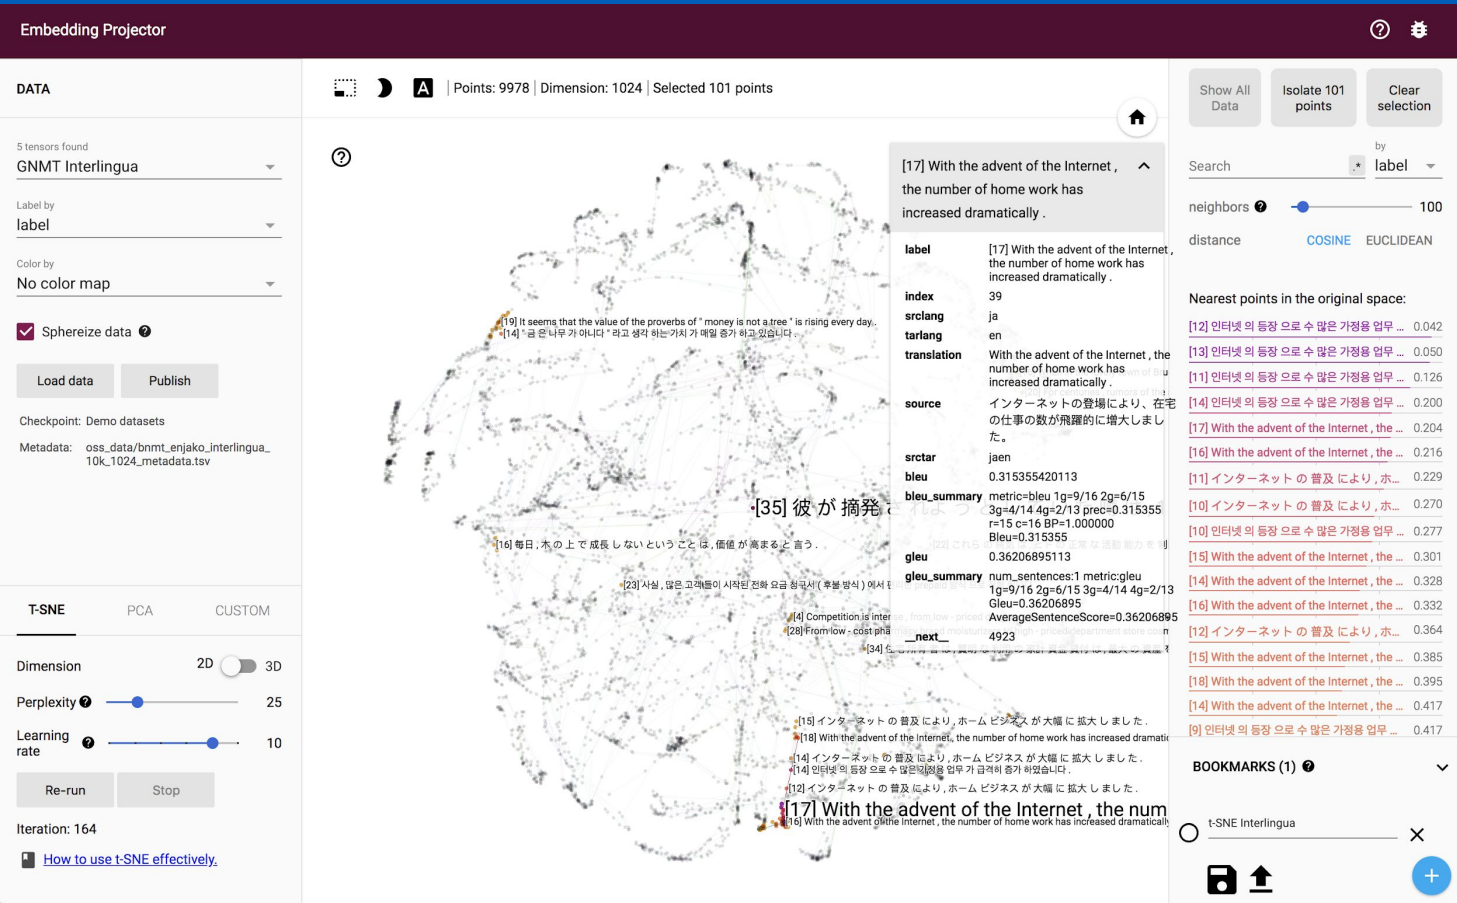 Embedding Projector
DATA
5 tensors found
GNMT Interlingua
Label by
label
Color by
No color map
Sphereize data
Load data
Publish
Checkpoint: Demo datasets
Metadata: oss_data/bnmt_enjako_interlingua_
10k_1024_metadata.tsv
T-SNE
PCA
CUSTOM
Dimension 2D 3D
Perplexity 25
Learning
rate 10
Re-run
Stop
Iteration: 164
How to use t-SNE effectively.
A | Points: 9978 | Dimension: 1024 | Selected 101 points
[19] It seems that the value of the proverbs of " money is not a tree " is rising every day..
[14] " 금 은 나무 가 아니다 " 라고 생각 하는 가치 가 매일 증가 하고 있습니다 .
[35] 彼 が 摘発 さ れよ う
[16] 毎日 , 木 の 上 で 成長 し ない という こと は , 価値 が 高まる と 言う .
[23] 사실 , 많은 고객 들이 시작된 전화 요금 청구서 ( 후불 방식 ) 에서
[4] Competition is intense , from low - priced
[28] From low - cost
[34]
[15] インターネット の 普及 により , ホーム ビジネス が 大幅 に 拡大 し ました .
[18] With the advent of the Internet , the number of home work has increased dramatic
[14] インターネット の 普及 により , ホーム ビジネス が 大幅 に 拡大 し ました .
[14] 인터넷 의 등장 으로 수 많은 가정용 업무 가 급격히 증가 하였습니다 .
[12] インターネット の 普及 により , ホーム ビジネス が 大幅 に 拡大 し ました .
[17] With the advent of the Internet , the num
[16] With the advent of the Internet , the number of home work has increased dramatically
[17] With the advent of the Internet ,
the number of home work has
increased dramatically .
label [17] With the advent of the Internet ,
the number of home work has
increased dramatically .
index 39
srclang ja
tarlang en
translation With the advent of the Internet , the
number of home work has
increased dramatically .
source インターネットの登場により、在宅
の仕事の数が飛躍的に増大しまし
た。
srctar jaen
bleu 0.315355420113
bleu_summary metric=bleu 1g=9/16 2g=6/15
3g=4/14 4g=2/13 prec=0.315355
r=15 c=16 BP=1.000000
Bleu=0.315355
gleu 0.36206895113
gleu_summary num_sentences:1 metric:gleu
1g=9/16 2g=6/15 3g=4/14 4g=2/13
Gleu=0.36206895
AverageSentenceScore=0.36206895
__next__ 4923
Show All
Data
Isolate 101
points
Clear
selection
Search .* by
label
neighbors 100
distance COSINE EUCLIDEAN
Nearest points in the original space:
[12] 인터넷 의 등장 으로 수 많은 가정용 업무 ... 0.042
[13] 인터넷 의 등장 으로 수 많은 가정용 업무 ... 0.050
[11] 인터넷 의 등장 으로 수 많은 가정용 업무 ... 0.126
[14] 인터넷 의 등장 으로 수 많은 가정용 업무 ... 0.200
[17] With the advent of the Internet , the ... 0.204
[16] With the advent of the Internet , the ... 0.216
[11] インターネット の 普及 により , ホ... 0.229
[10] インターネット の 普及 により , ホ... 0.270
[10] 인터넷 의 등장 으로 수 많은 가정용 업무 ... 0.277
[15] With the advent of the Internet , the ... 0.301
[14] With the advent of the Internet , the ... 0.328
[16] With the advent of the Internet , the ... 0.332
[12] インターネット の 普及 により , ホ... 0.364
[15] With the advent of the Internet , the ... 0.385
[18] With the advent of the Internet , the ... 0.395
[14] With the advent of the Internet , the ... 0.417
[9] 인터넷 의 등장 으로 수 많은 가정용 업무 ... 0.417
BOOKMARKS (1)
t-SNE Interlingua